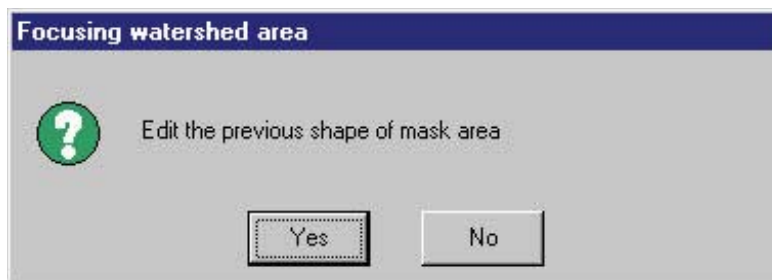 Focusing watershed area
Edit the previous shape of mask area
Yes No